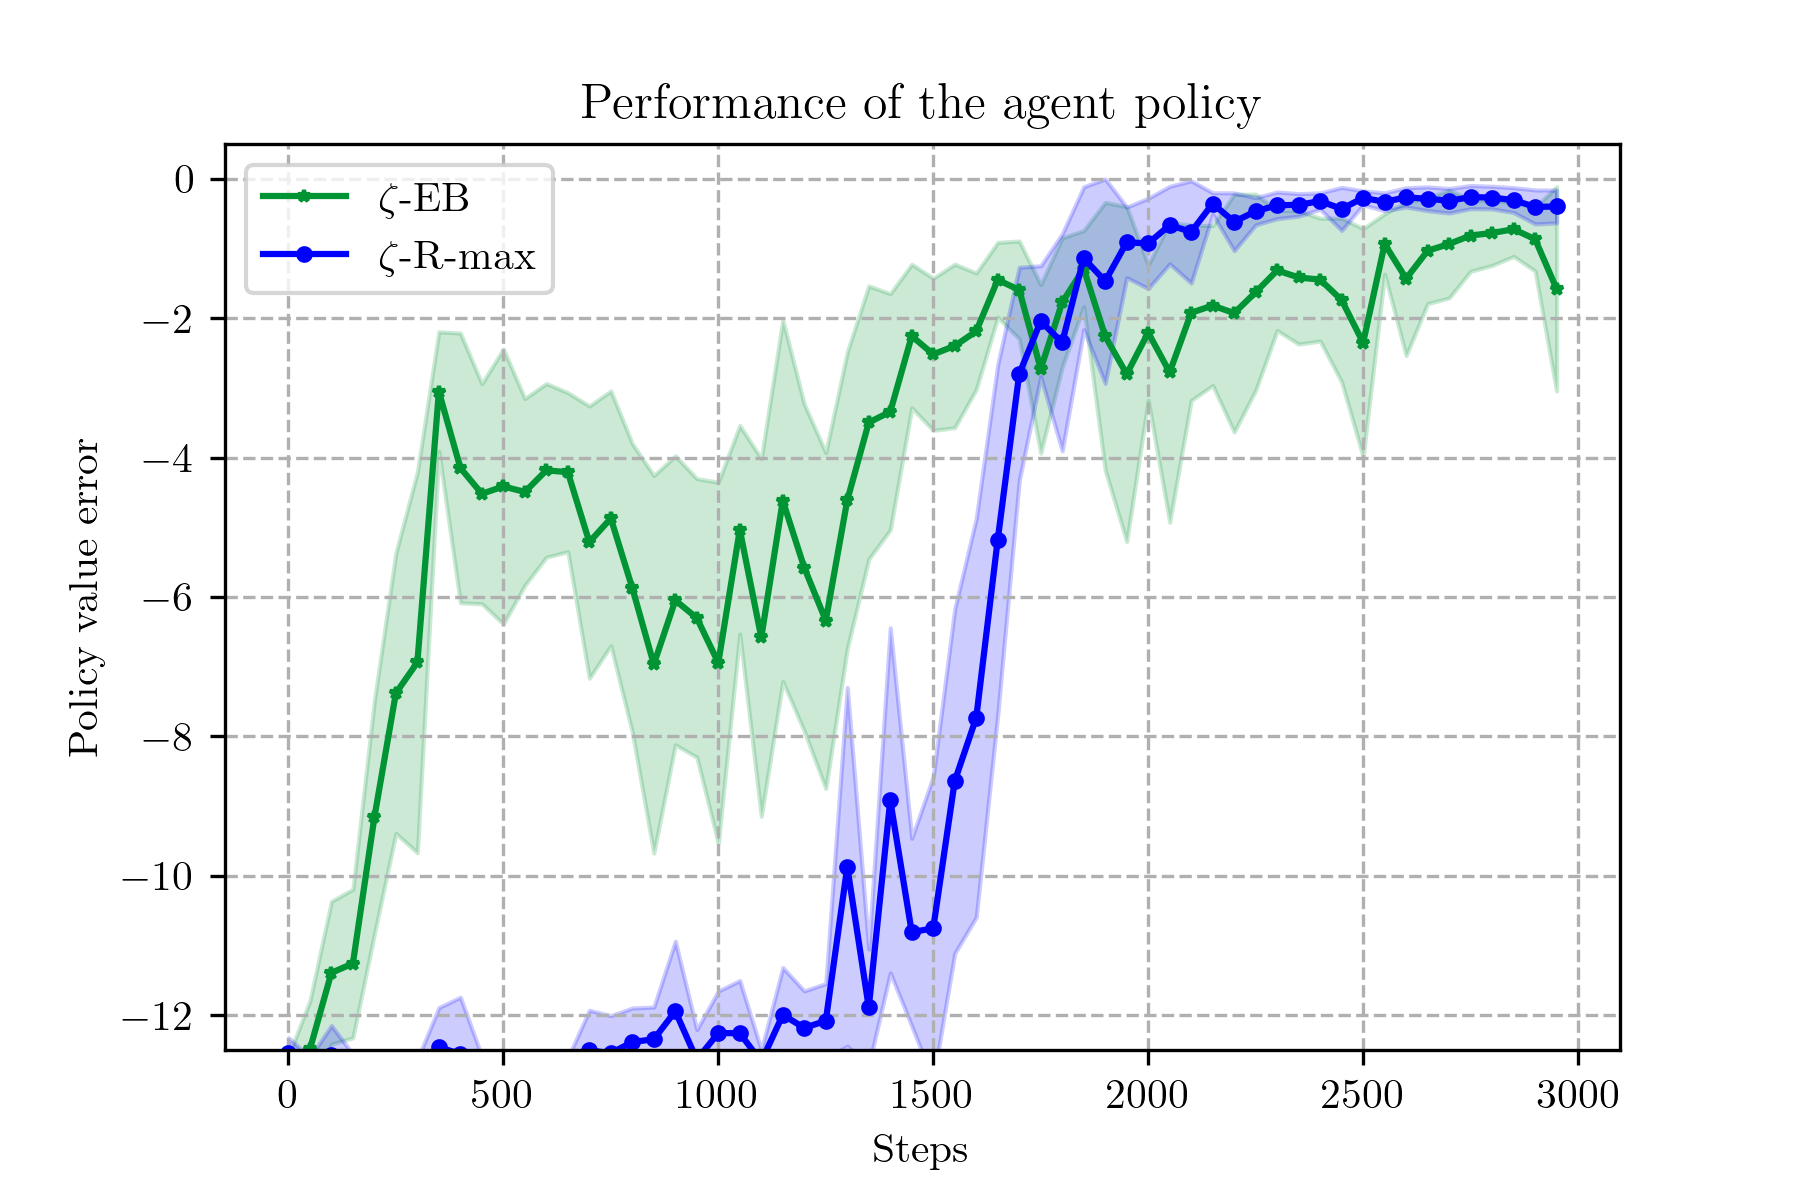 Performance of the agent policy
ζ-EB
ζ-R-max
Policy value error
0
−2
−4
−6
−8
−10
−12
0 500 1000 1500 2000 2500 3000
Steps